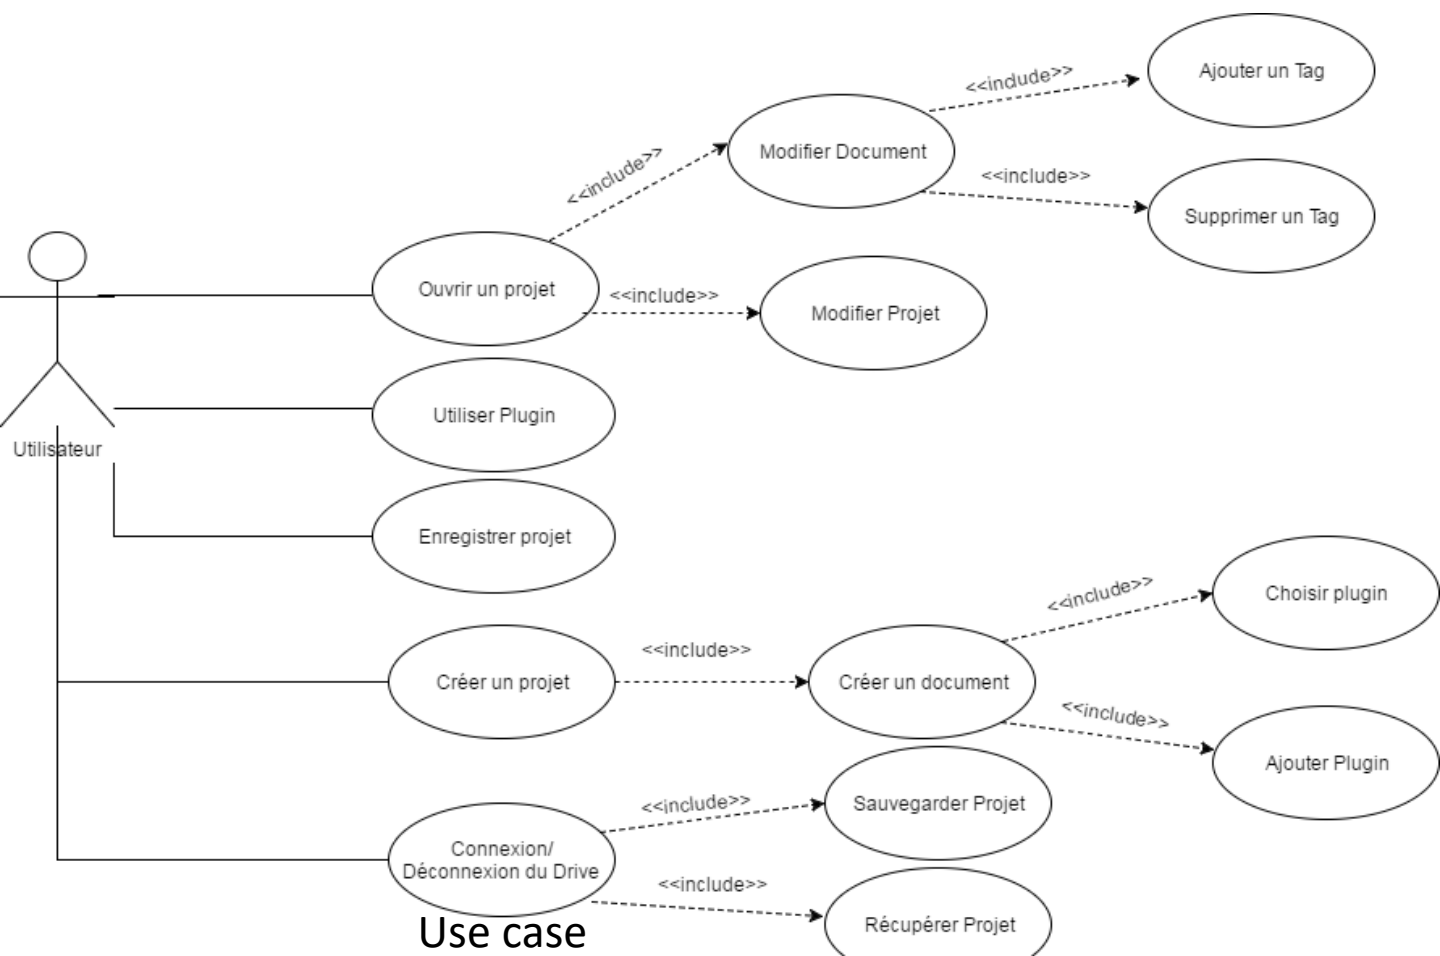 Ajouter un Tag
<<include>>
Modifier Document
<<include>>
<<include>>
Supprimer un Tag
Ouvrir un projet
<<include>>
Modifier Projet
Utiliser Plugin
Utilisateur
Enregistrer projet
<<include>>
Choisir plugin
<<include>>
Créer un projet
Créer un document
<<include>>
Ajouter Plugin
<<include>>
Sauvegarder Projet
Connexion/
Déconnexion du Drive
<<include>>
Récupérer Projet
Use case